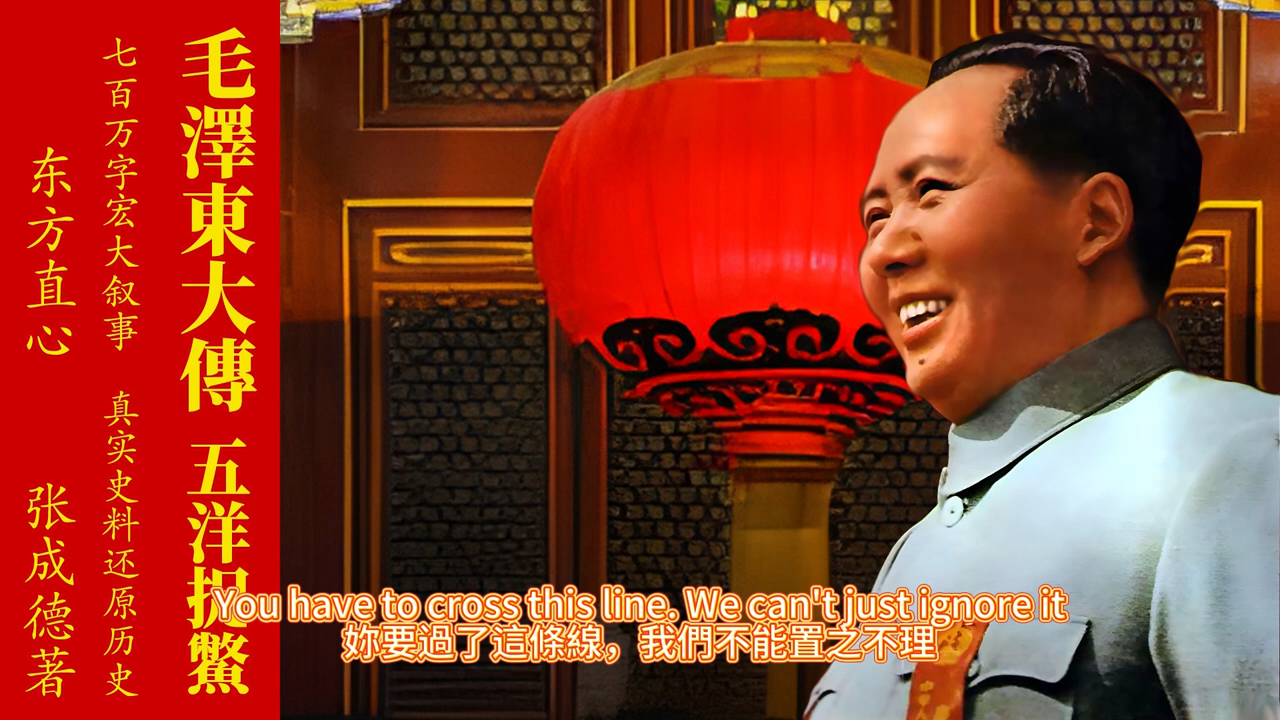 毛澤東大傳 五洋捉鱉
七百万字宏大叙事 真实史料还原历史
东方直心 张成德著
You have to cross this line. We can't just ignore it
妳要過了這條線，我們不能置之不理